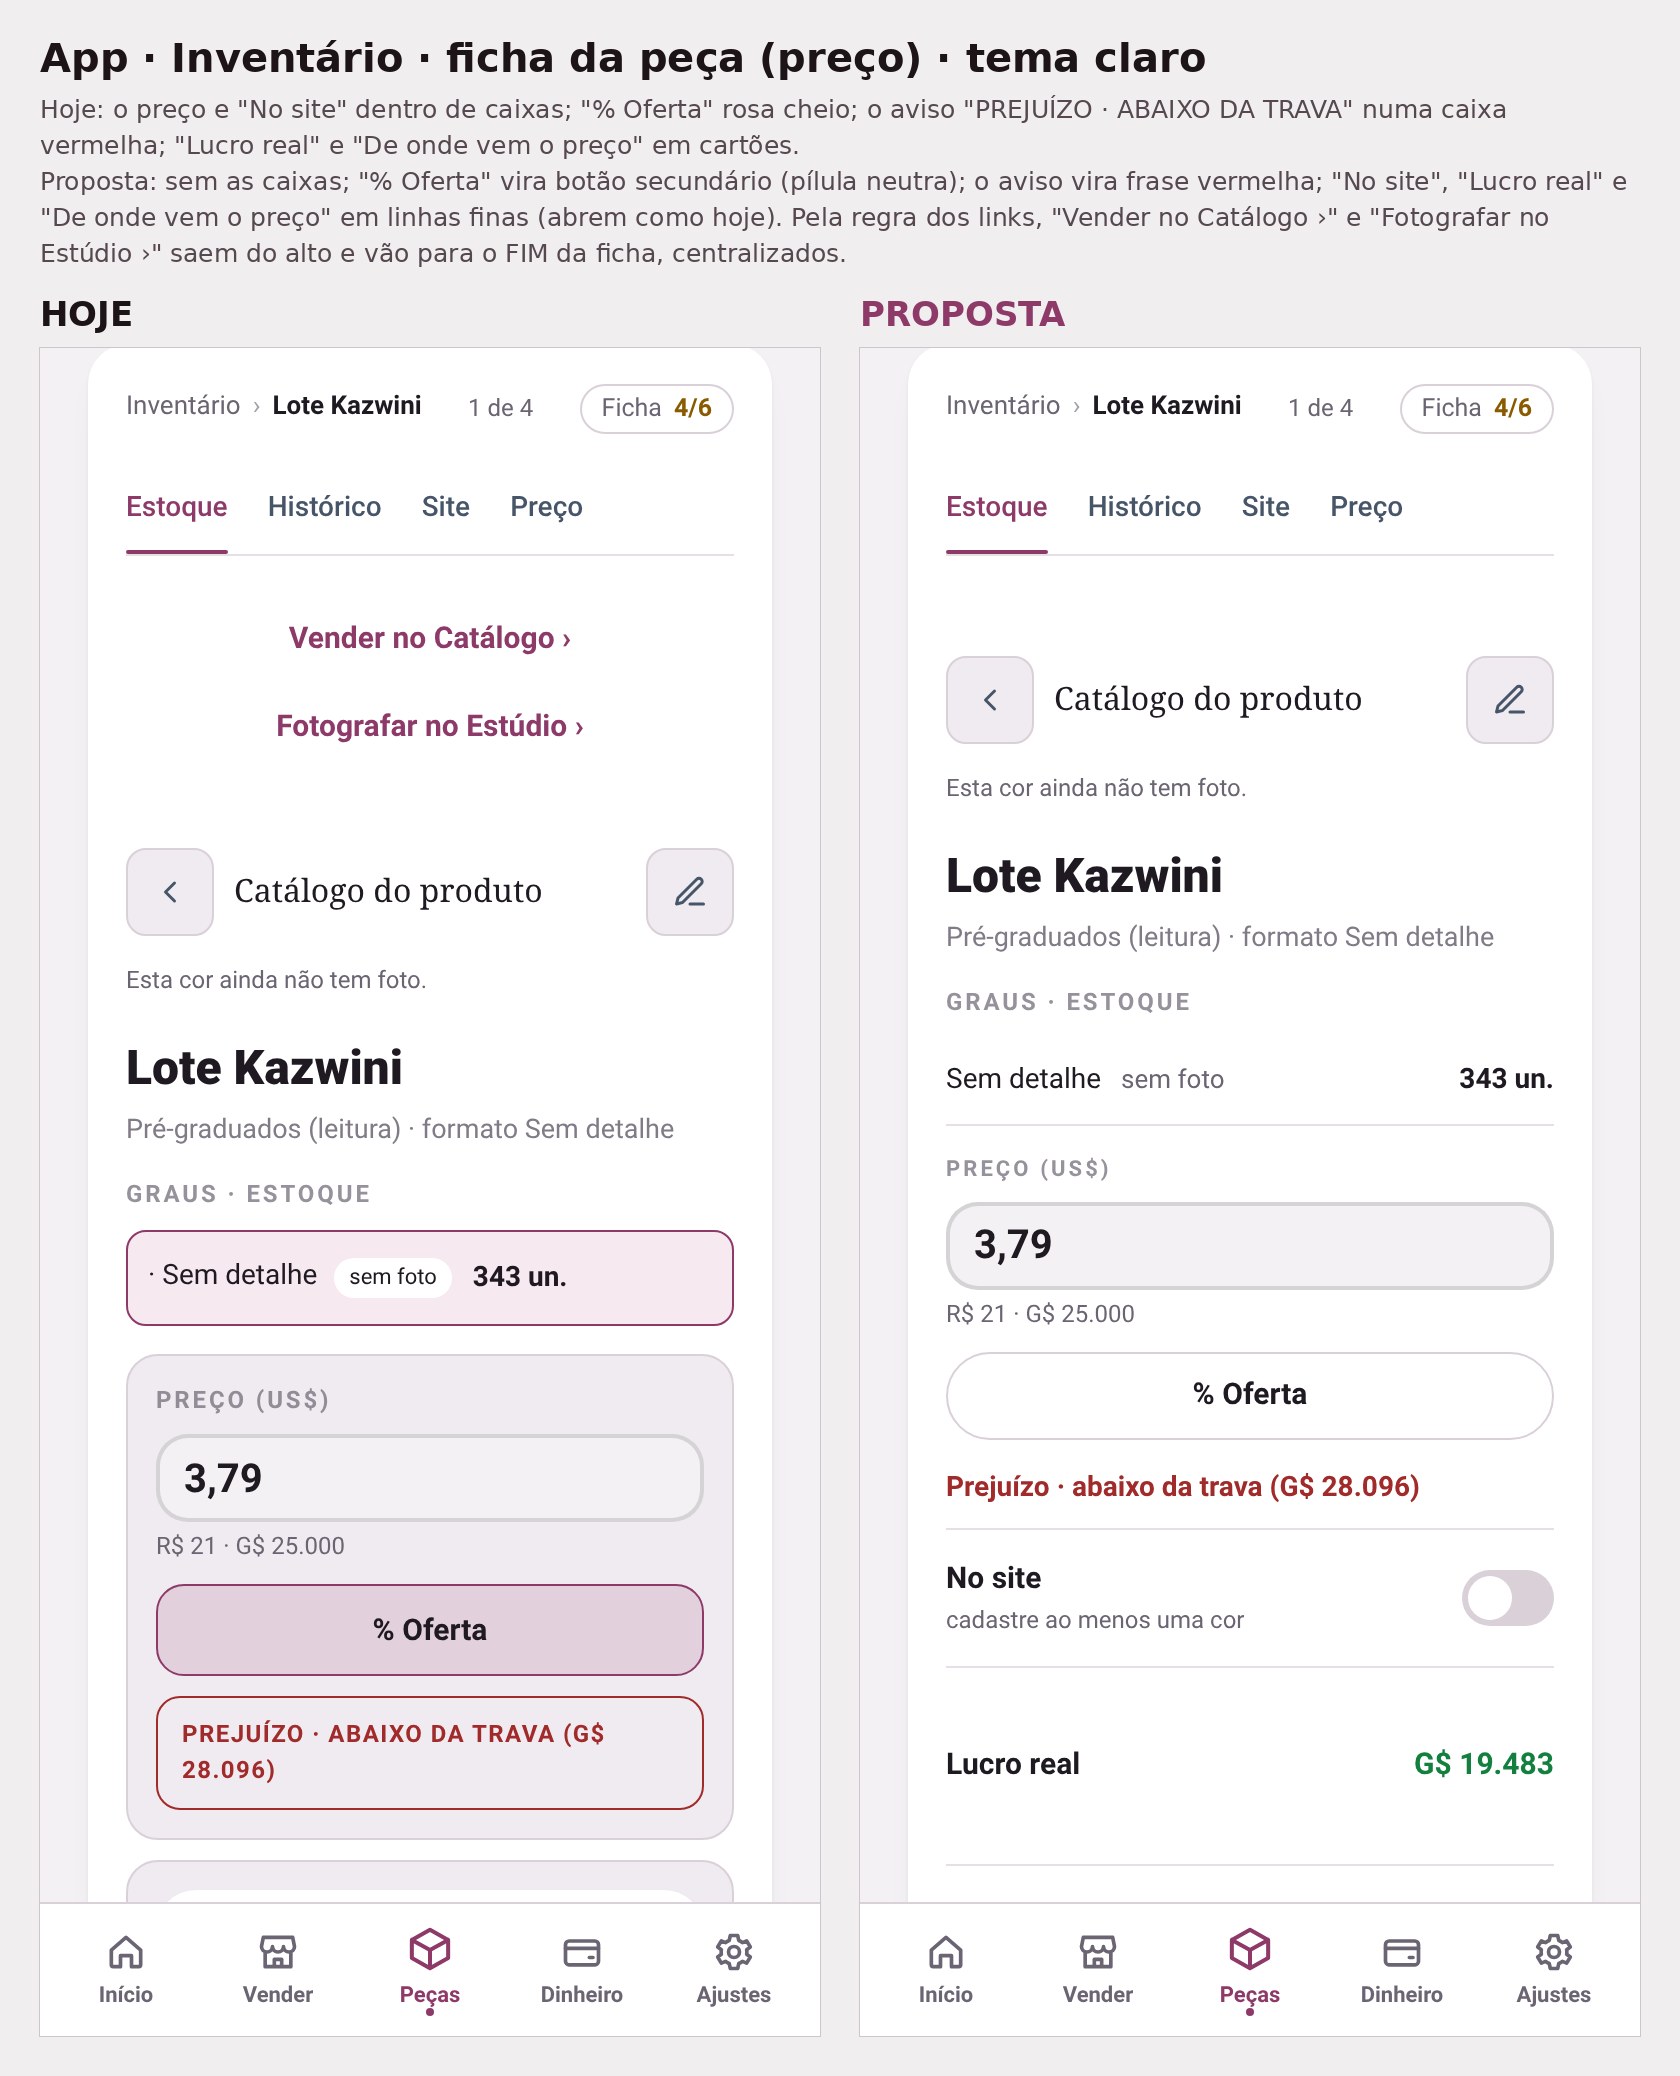 App · Inventário · ficha da peça (preço) · tema claro
Hoje: o preço e "No site" dentro de caixas; "% Oferta" rosa cheio; o aviso "PREJUÍZO · ABAIXO DA TRAVA" numa caixa
vermelha; "Lucro real" e "De onde vem o preço" em cartões.
Proposta: sem as caixas; "% Oferta" vira botão secundário (pílula neutra); o aviso vira frase vermelha; "No site", "Lucro real" e
"De onde vem o preço" em linhas finas (abrem como hoje). Pela regra dos links, "Vender no Catálogo ›" e "Fotografar no
Estúdio ›" saem do alto e vão para o FIM da ficha, centralizados.
HOJE
Inventário › Lote Kazwini 1 de 4 Ficha 4/6
Estoque Histórico Site Preço
Vender no Catálogo ›
Fotografar no Estúdio ›
Catálogo do produto
Esta cor ainda não tem foto.
Lote Kazwini
Pré-graduados (leitura) · formato Sem detalhe
GRAUS · ESTOQUE
· Sem detalhe sem foto 343 un.
PREÇO (US$)
3,79
R$ 21 · G$ 25.000
% Oferta
PREJUÍZO · ABAIXO DA TRAVA (G$
28.096)
Início Vender Peças Dinheiro Ajustes
PROPOSTA
Inventário › Lote Kazwini 1 de 4 Ficha 4/6
Estoque Histórico Site Preço
Catálogo do produto
Esta cor ainda não tem foto.
Lote Kazwini
Pré-graduados (leitura) · formato Sem detalhe
GRAUS · ESTOQUE
Sem detalhe sem foto 343 un.
PREÇO (US$)
3,79
R$ 21 · G$ 25.000
% Oferta
Prejuízo · abaixo da trava (G$ 28.096)
No site
cadastre ao menos uma cor
Lucro real G$ 19.483
Início Vender Peças Dinheiro Ajustes